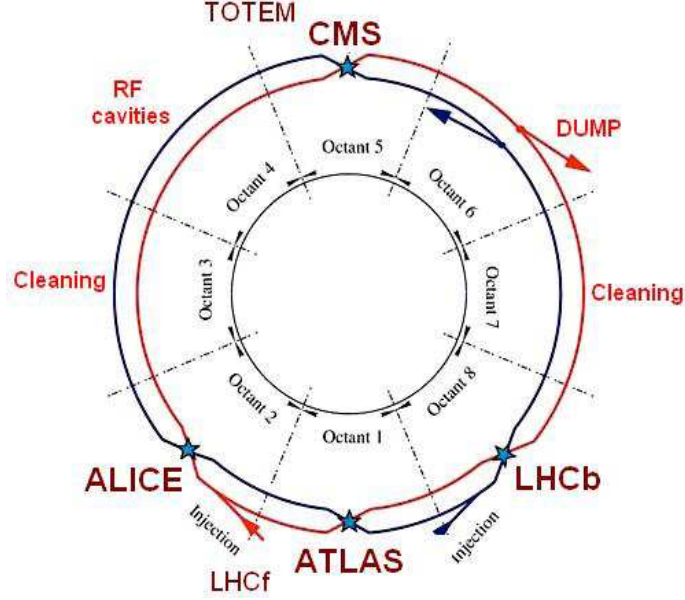 TOTEM
CMS
RF
cavities
DUMP
Octant 5
Octant 4
Octant 6
Cleaning
Octant 3
Octant 7
Cleaning
Octant 2
Octant 8
Octant 1
ALICE
LHCb
Injection
Injection
ATLAS
LHCf